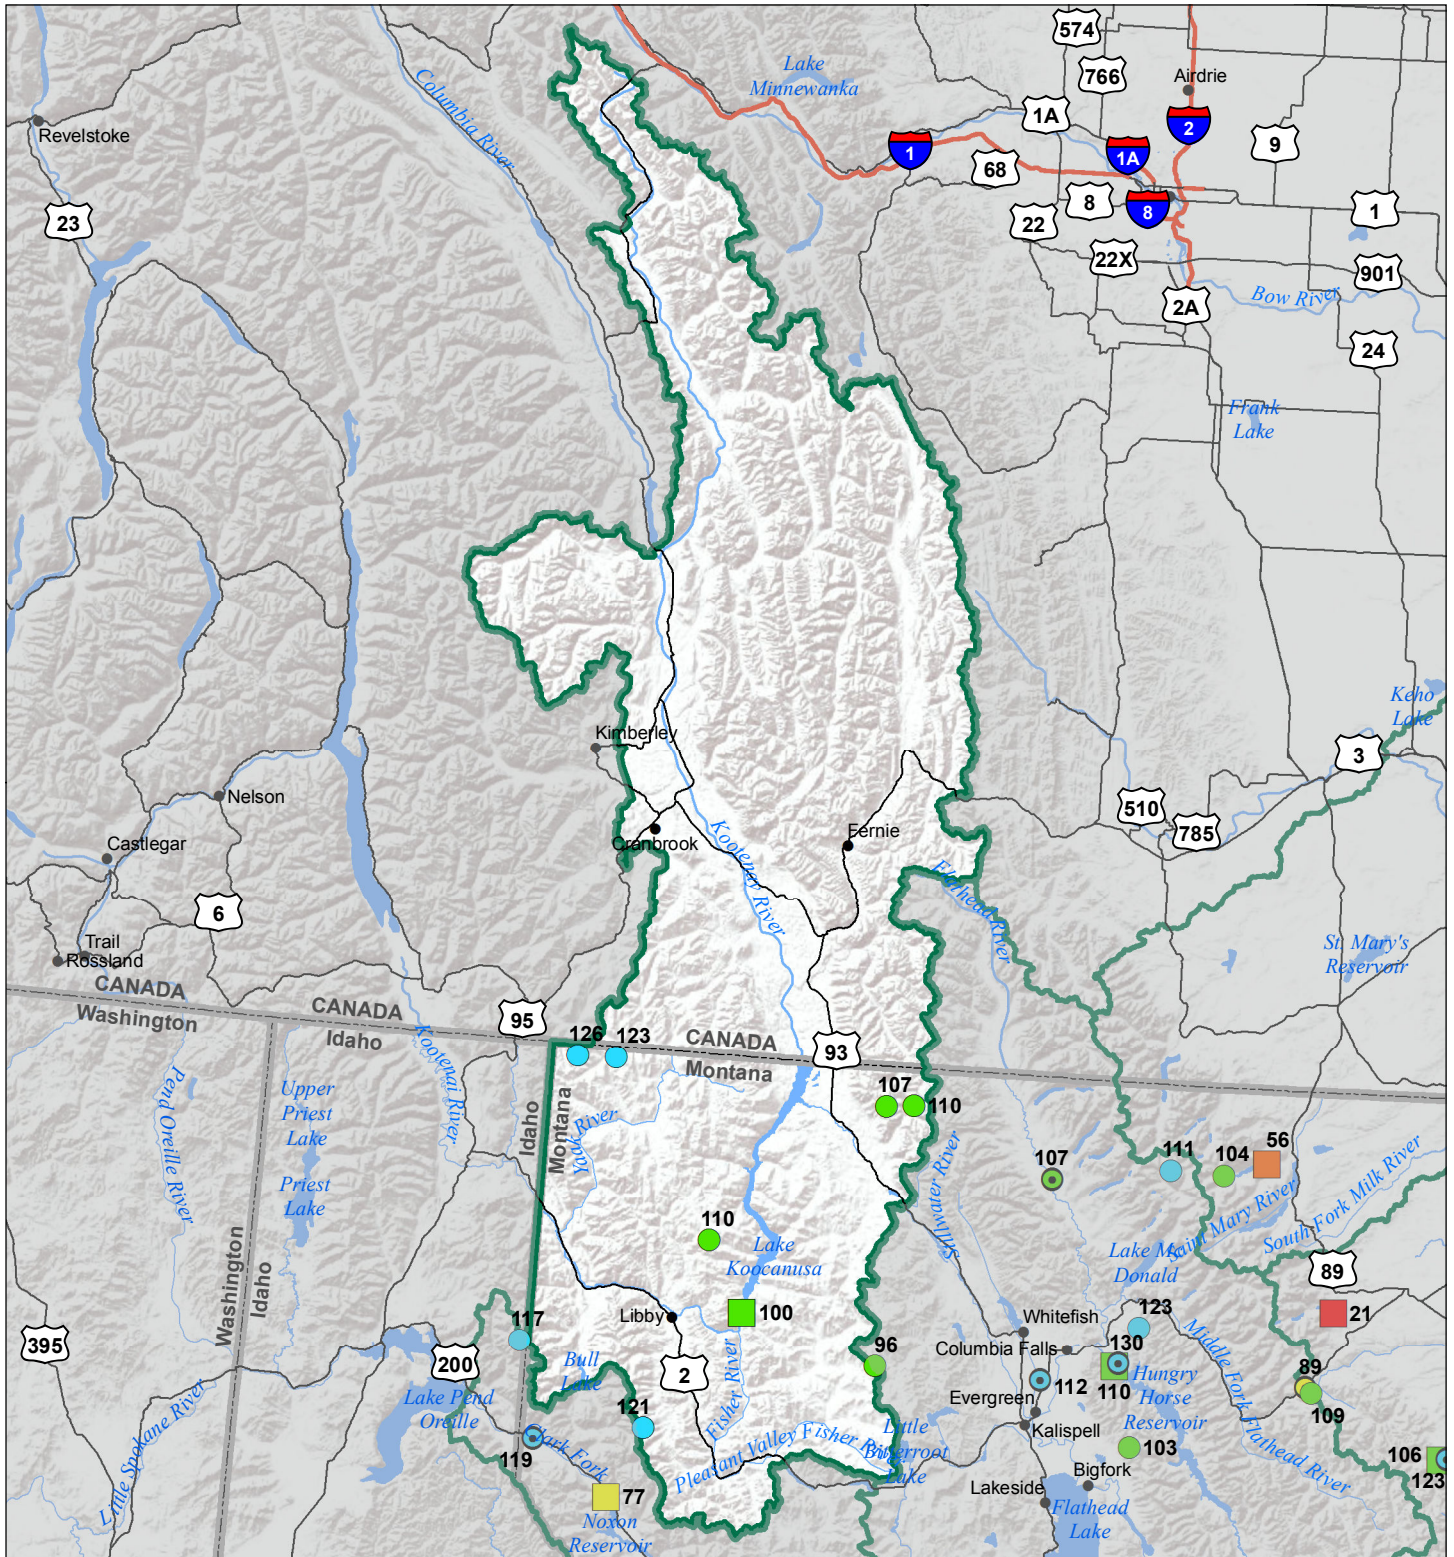 574
Lake
Minnewanka
766
Airdrie
Columbia River
1A
2
Revelstoke
1
1A
9
68
8
8
1
23
22
22X
901
Bow River
2A
24
Frank
Lake
Keho
Lake
Kimberley
3
Nelson
510
785
Castlegar
Cranbrook
Kootenay River
Fernie
Flathead River
6
Trail
Rossland
St. Mary's
Reservoir
CANADA
Washington
CANADA
Idaho
95
126
123
CANADA
Montana
93
Kootenai River
Pend Oreille River
Upper
Priest
Lake
Priest
Lake
Idaho
Montana
Yaak River
107
110
Stillwater River
107
111
104
56
Saint Mary River
South Fork Milk River
110
Lake
Koocanusa
Lake Mc
Donald
89
Washington
Idaho
100
Libby
117
395
200
Bull
Lake
2
Fisher River
96
Whitefish
Columbia Falls
123
130
110
Hungry
Horse
Reservoir
Middle Fork Flathead River
21
89
109
112
Evergreen
Kalispell
Lake Pend
Oreille
121
Little Spokane River
119
Clark Fork
Pleasant Valley Fisher River
Little
Bitterroot
Lake
103
106
123
77
Noxon
Reservoir
Bigfork
Lakeside
Flathead
Lake